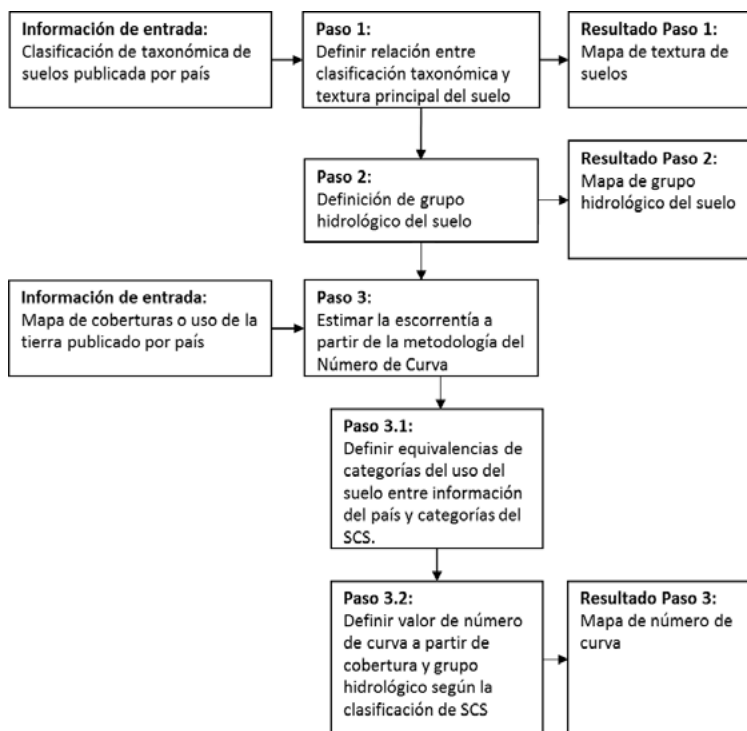 Información de entrada:
Clasificación de taxonómica de
suelos publicada por país
Paso 1:
Definir relación entre
clasificación taxonómica y
textura principal del suelo
Resultado Paso 1:
Mapa de textura de
suelos
Paso 2:
Definición de grupo
hidrológico del suelo
Resultado Paso 2:
Mapa de grupo
hidrológico del suelo
Información de entrada:
Mapa de coberturas o uso de la
tierra publicado por país
Paso 3:
Estimar la escorrentía a
partir de la metodología del
Número de Curva
Paso 3.1:
Definir equivalencias de
categorías del uso del
suelo entre información
del país y categorías del
SCS.
Paso 3.2:
Definir valor de número
de curva a partir de
cobertura y grupo
hidrológico según la
clasificación de SCS
Resultado Paso 3:
Mapa de número de
curva